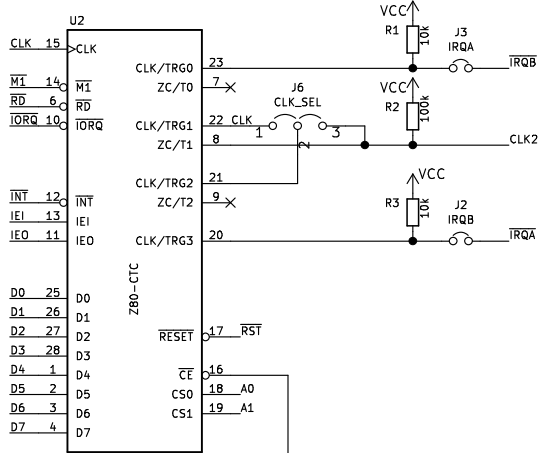 VCC
U2
R1
10k
J3
IRQA
CLK 15 CLK
CLK/TRG0 23
IRQB
M1 14 M1
ZC/T0 7
J6
VCC
RD 6 RD
CLK_SEL
R2
100k
IORQ 10 IORQ
CLK/TRG1 22 CLK
1 2 3
ZC/T1 8
CLK2
CLK/TRG2 21
VCC
INT 12 INT
ZC/T2 9
R3
10k
J2
IRQB
IEI 13 IEI
IEO 11 IEO
CLK/TRG3 20
IRQA
Z80-CTC
D0 25 D0
D1 26 D1
D2 27 D2
RESET 17 RST
D3 28 D3
D4 1 D4
CE 16
D5 2 D5
CS0 18 A0
D6 3 D6
CS1 19 A1
D7 4 D7